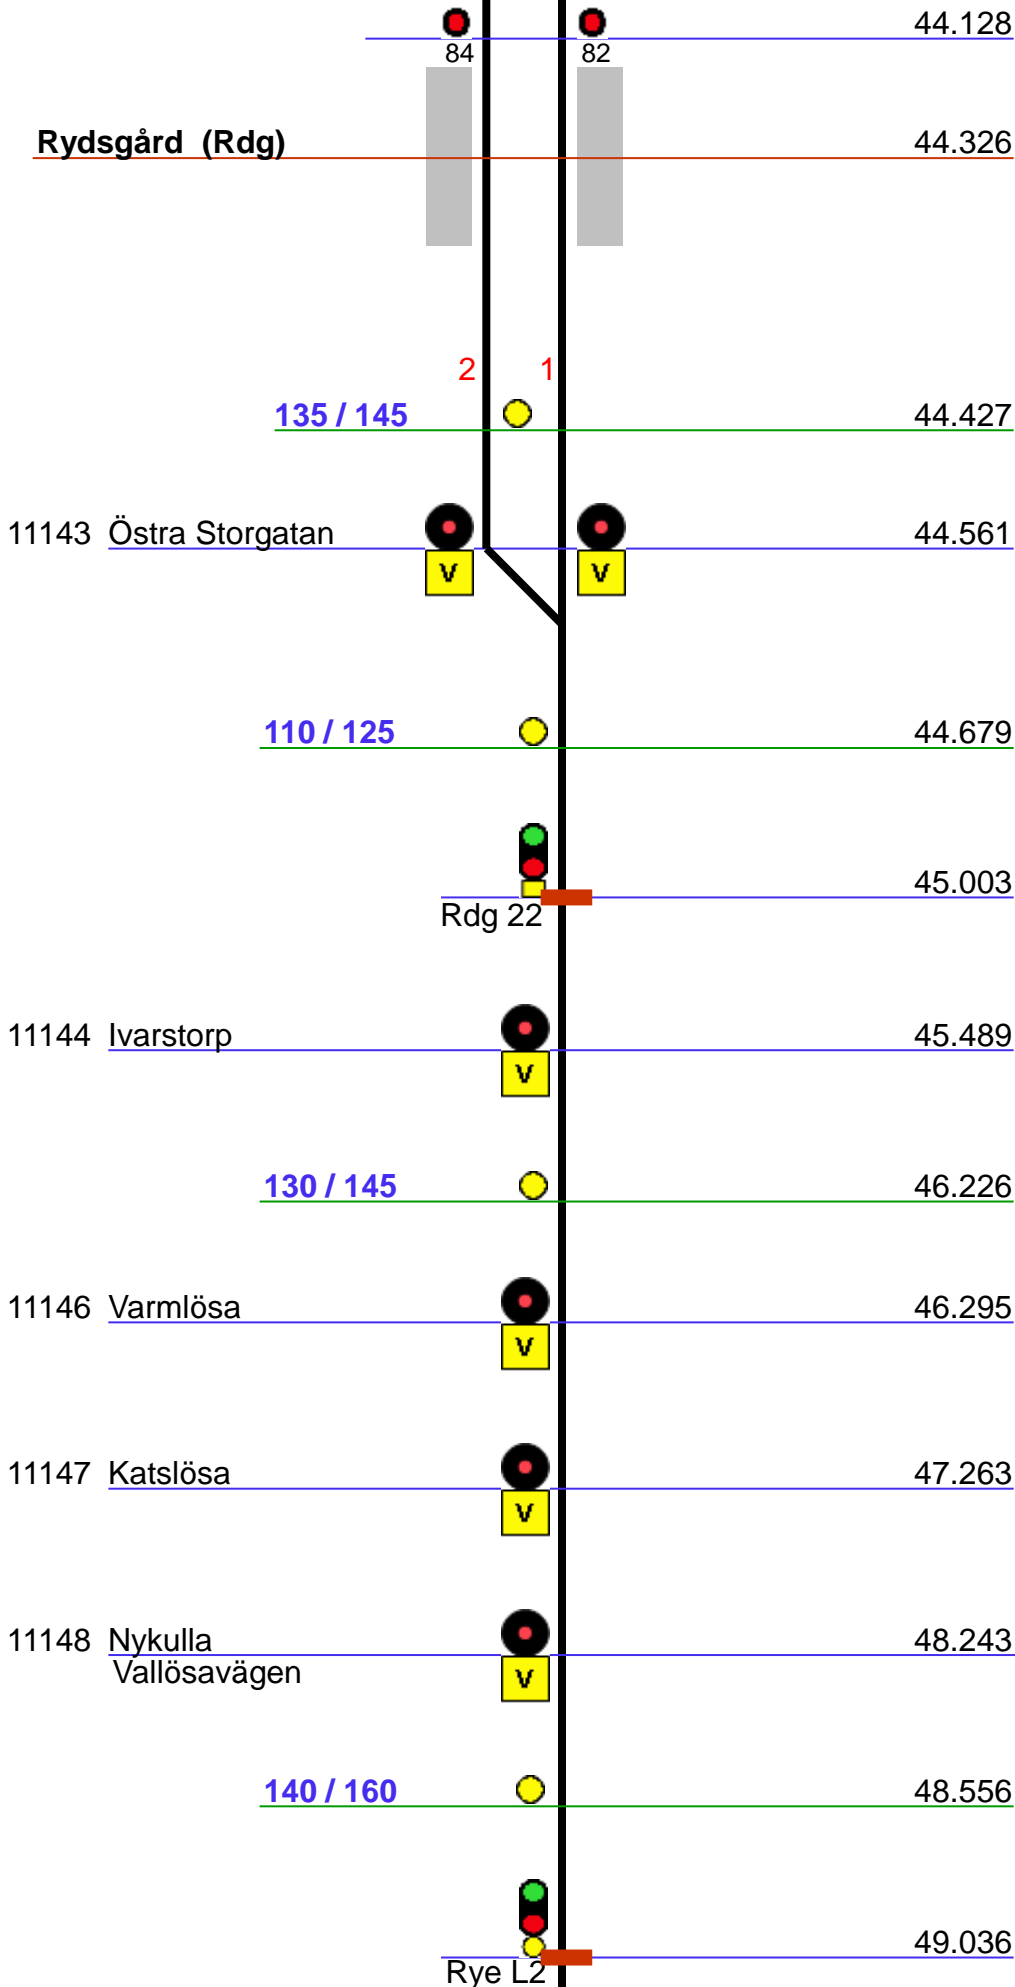 44.128
84 82
Rydsgård (Rdg) 44.326
2 1
135 / 145 44.427
11143 Östra Storgatan 44.561
V V
110 / 125 44.679
45.003
Rdg 22
11144 Ivarstorp 45.489
V
130 / 145 46.226
11146 Varmlösa 46.295
V
11147 Katslösa 47.263
V
11148 Nykulla 48.243
Vallösavägen
V
140 / 160 48.556
49.036
Rye L2